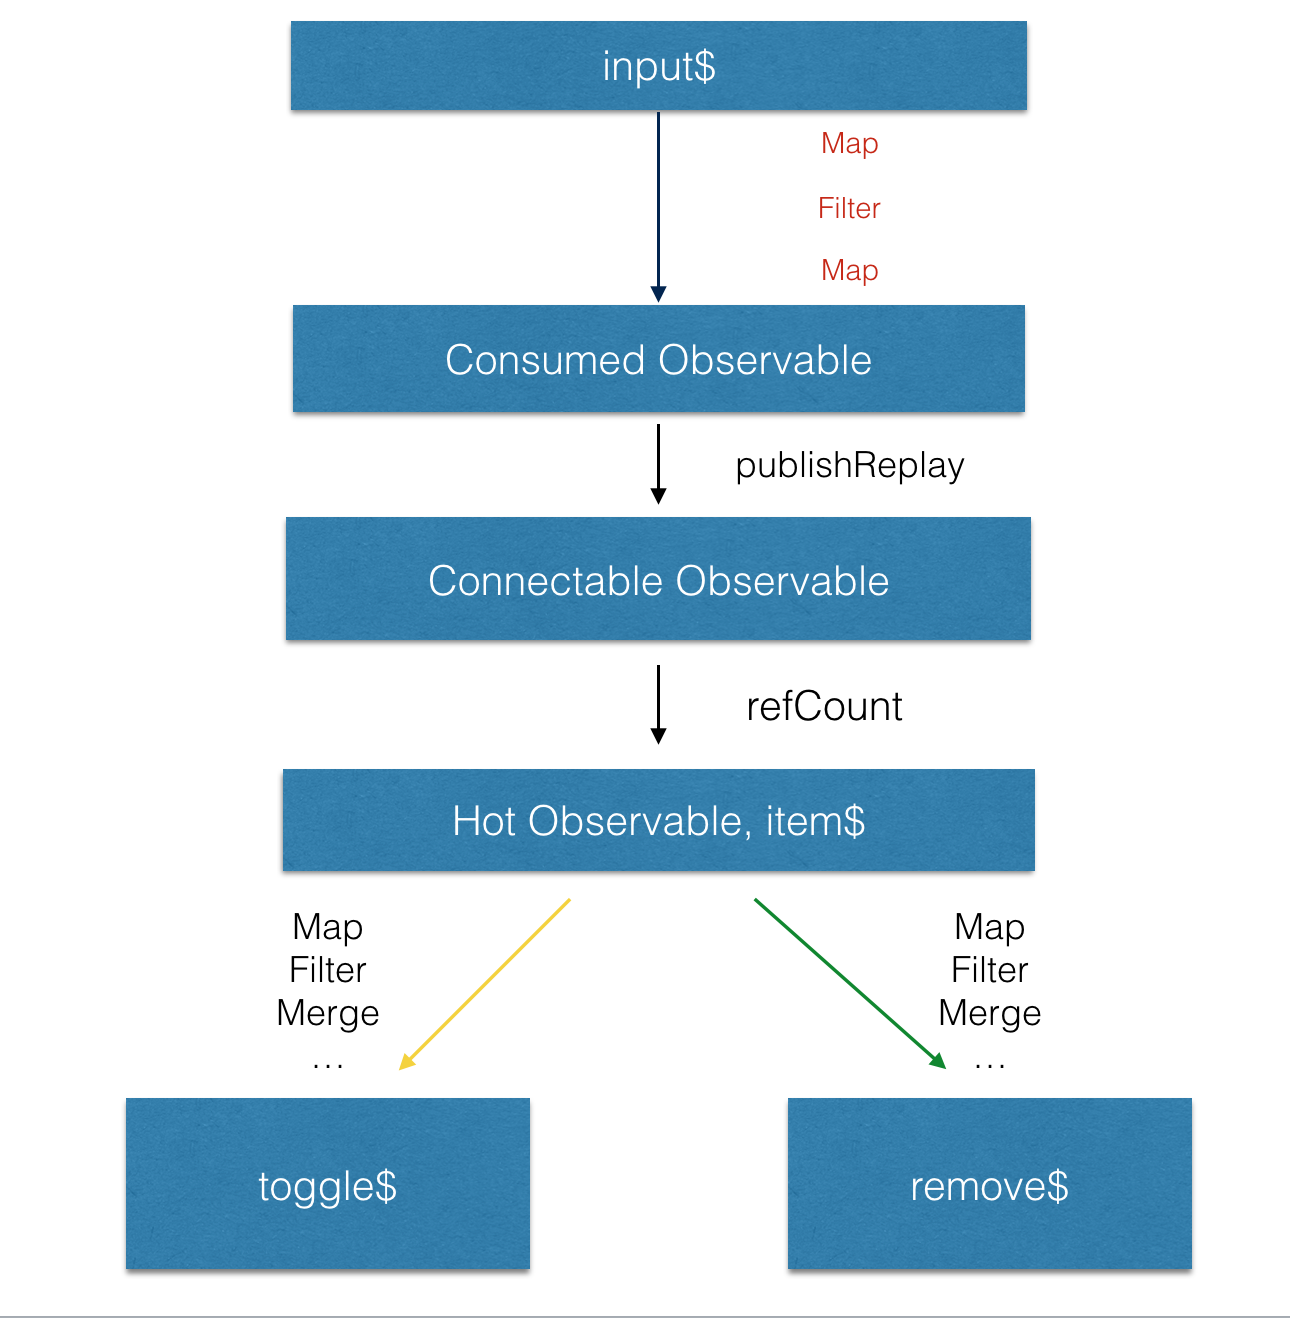 input$
Map
Filter
Map
Consumed Observable
publishReplay
Connectable Observable
refCount
Hot Observable, item$
Map
Filter
Merge
...
Map
Filter
Merge
...
toggle$
remove$